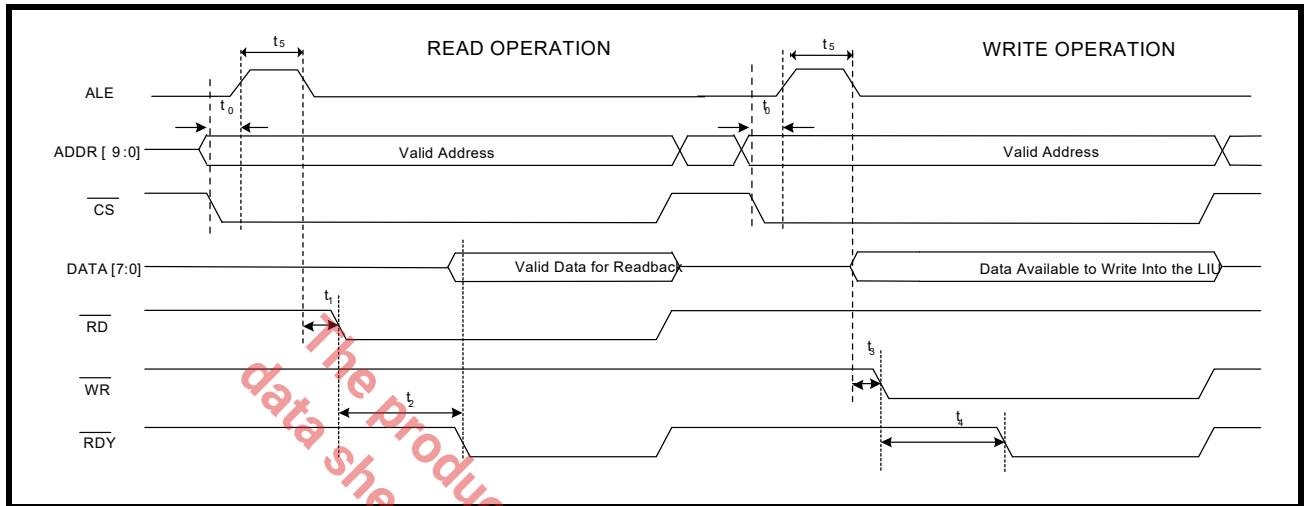 READ OPERATION
WRITE OPERATION
t5
t5
ALE
t0
t0
ADDR [ 9:0]
Valid Address
Valid Address
CS
DATA [7:0]
Valid Data for Readback
Data Available to Write Into the LIU
t1
RD
t3
WR
t2
t4
RDY
The produc
data she